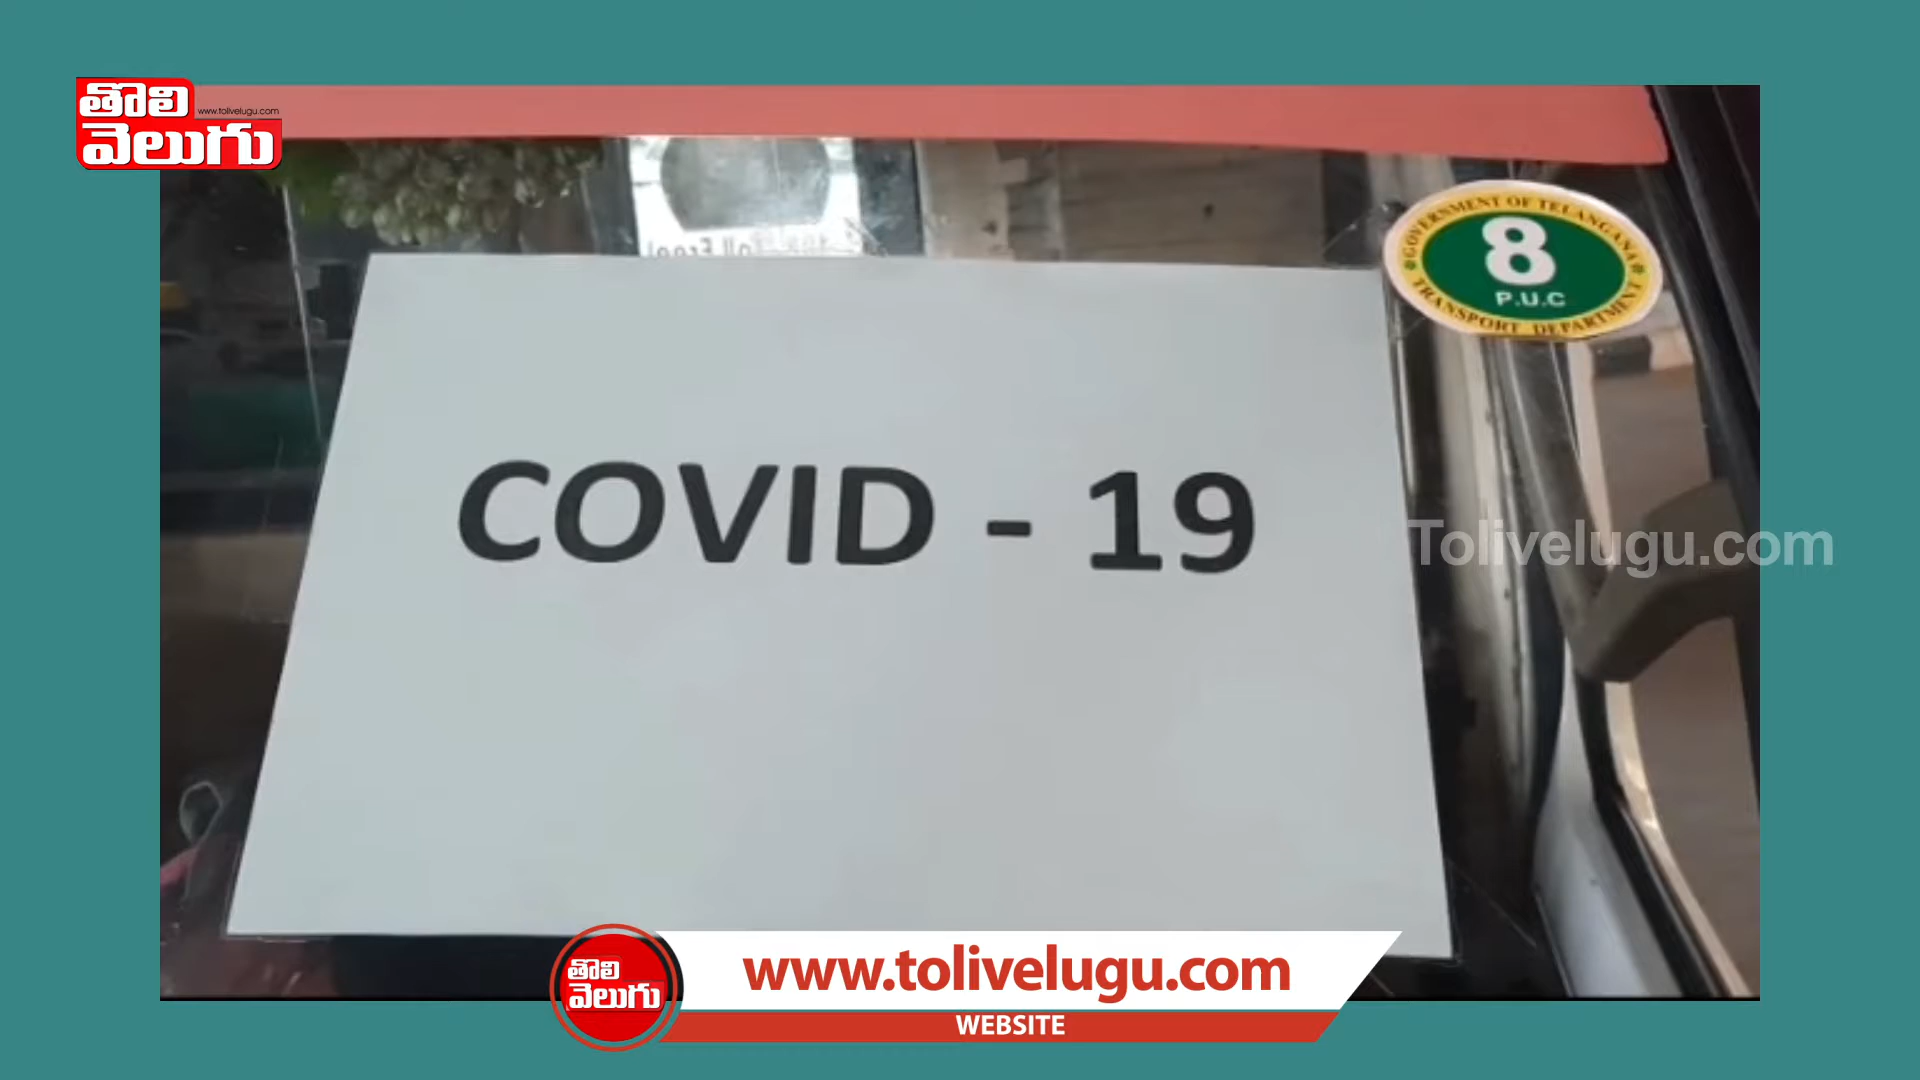 తొలి
www.tolivelugu.com
వెలుగు
GOVERNMENT OF TELANGANA
8
P.U.C
TRANSPORT DEPARTMENT
COVID - 19
Tolivelugu.com
తొలి
వెలుగు
www.tolivelugu.com
WEBSITE